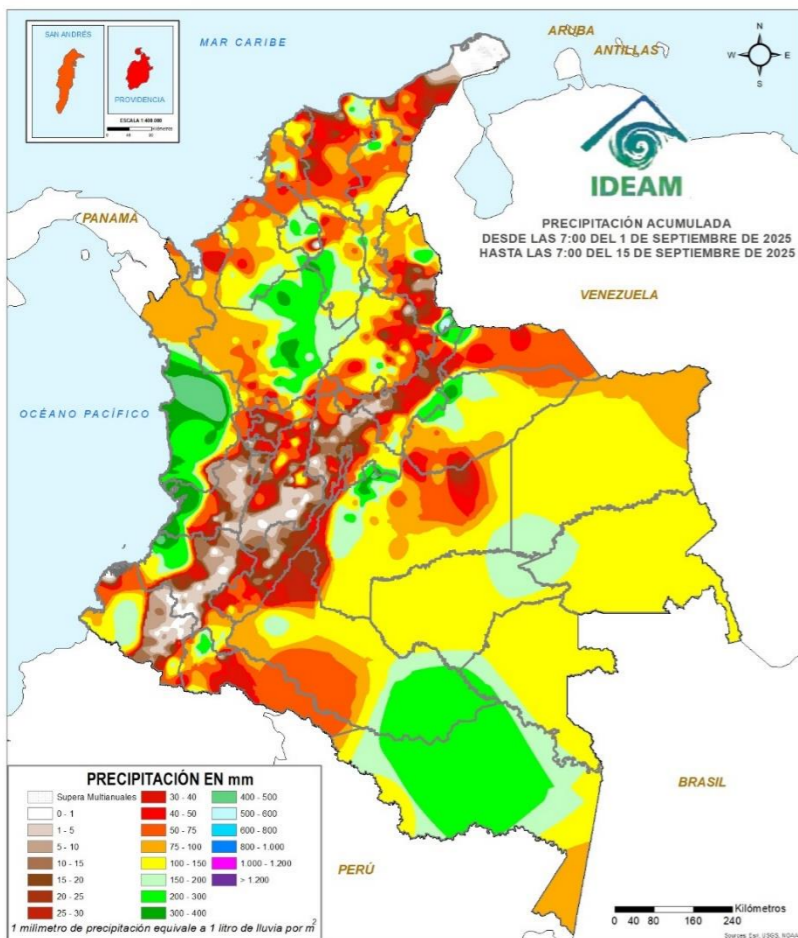 SAN ANDRÉS
PROVIDENCIA
ESCALA 1:400.000
Kilómetros
MAR CARIBE
ARUBA
ANTILLAS
N
W
E
S
IDEAM
PANAMÁ
PRECIPITACIÓN ACUMULADA
DESDE LAS 7:00 DEL 1 DE SEPTIEMBRE DE 2025
HASTA LAS 7:00 DEL 15 DE SEPTIEMBRE DE 2025
VENEZUELA
OCÉANO PACÍFICO
BRASIL
PERÚ
PRECIPITACIÓN EN mm
Supera Multianuales
0 - 1
1 - 5
5 - 10
10 - 15
15 - 20
20 - 25
25 - 30
30 - 40
40 - 50
50 - 75
75 - 100
100 - 150
150 - 200
200 - 300
300 - 400
400 - 500
500 - 600
600 - 800
800 - 1.000
1.000 - 1.200
> 1.200
1 milímetro de precipitación equivale a 1 litro de lluvia por m2
Kilómetros
0 40 80 160 240
Sources: Esri, USGS, NOAA